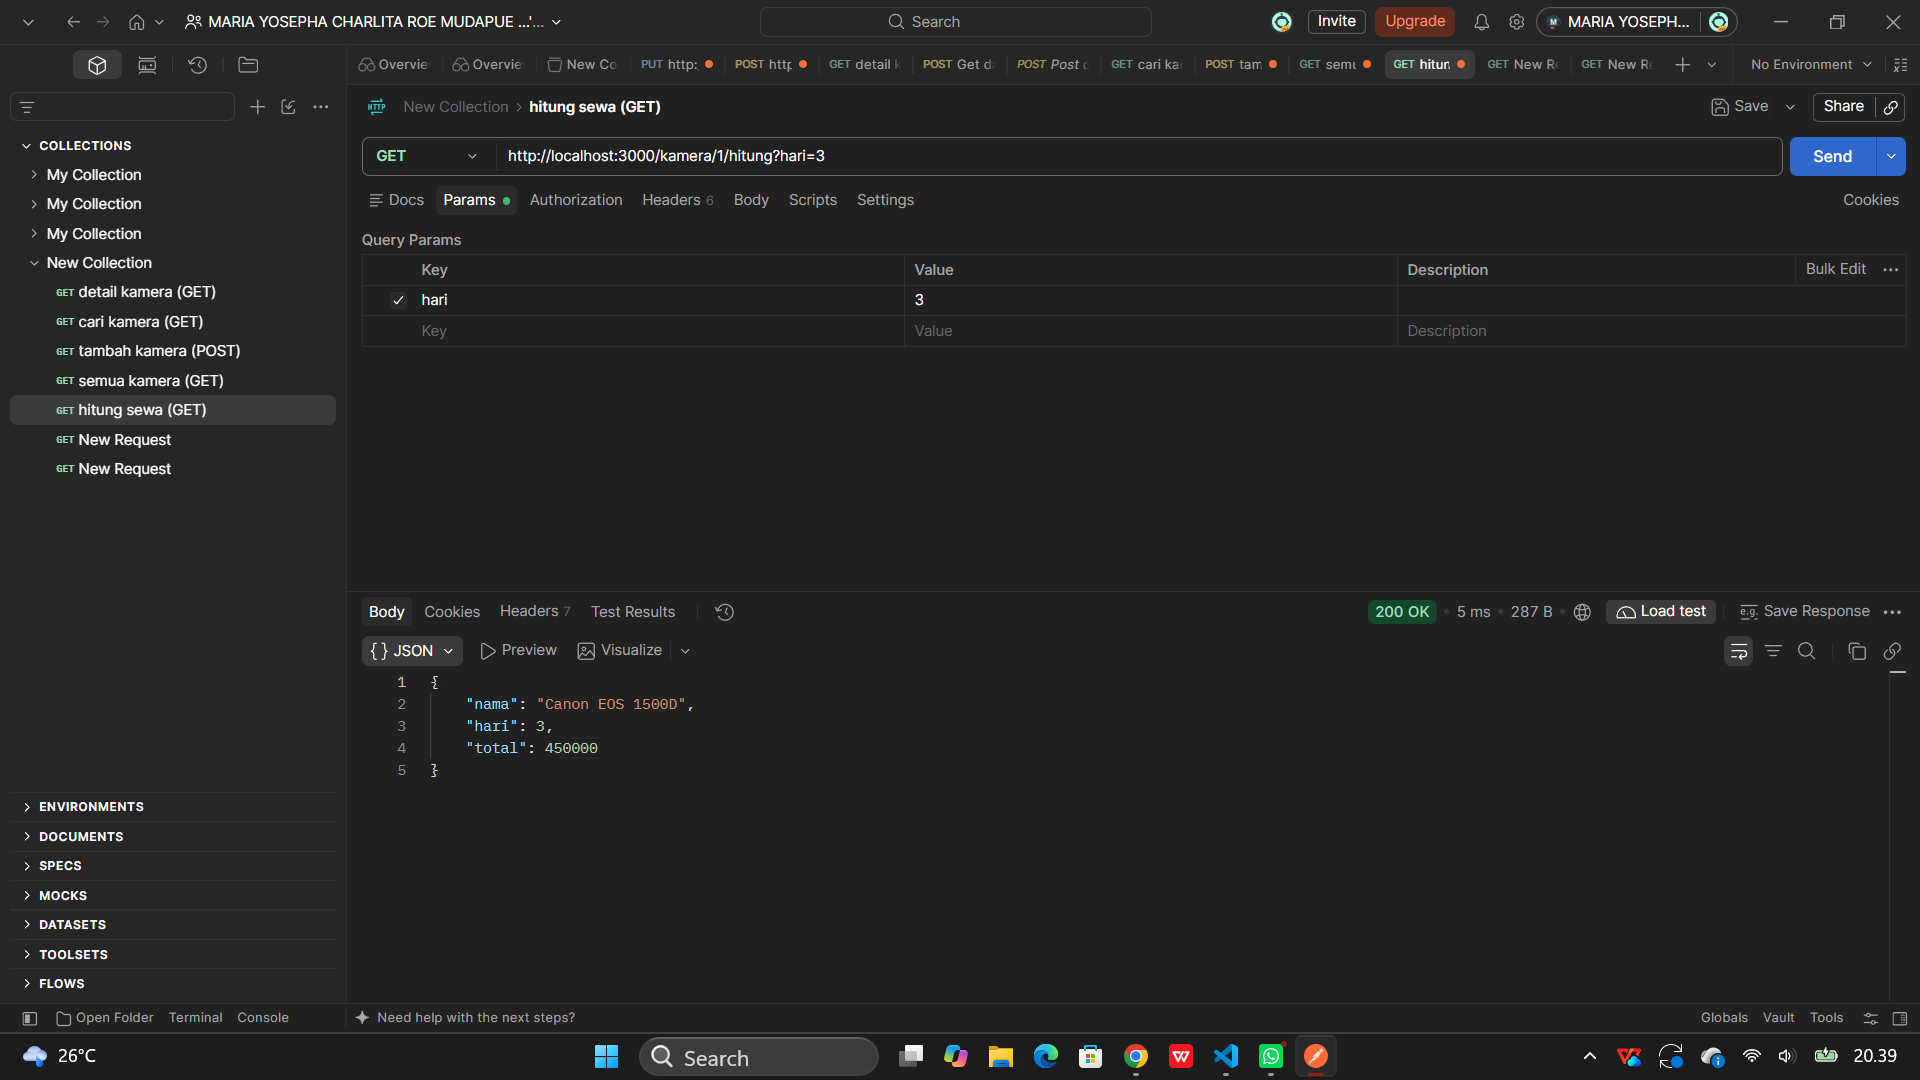 MARIA YOSEPHA CHARLITA ROE MUDAPUE ...'...
Search
Invite
Upgrade
MARIA YOSEPH...
Overvie
Overvie
New Co
PUT http:
POST http
GET detail k
POST Get d
POST Post d
GET cari ka
POST tam
GET semu
GET hitun
GET New R
GET New R
No Environment
New Collection > hitung sewa (GET)
Save
Share
COLLECTIONS
My Collection
My Collection
My Collection
New Collection
GET detail kamera (GET)
GET cari kamera (GET)
GET tambah kamera (POST)
GET semua kamera (GET)
GET hitung sewa (GET)
GET New Request
GET New Request
ENVIRONMENTS
DOCUMENTS
SPECS
MOCKS
DATASETS
TOOLSETS
FLOWS
HTTP
GET
http://localhost:3000/kamera/1/hitung?hari=3
Send
Docs
Params
Authorization
Headers 6
Body
Scripts
Settings
Cookies
Query Params
Key
Value
Description
Bulk Edit
hari
3
Key
Value
Description
Body
Cookies
Headers 7
Test Results
200 OK
5 ms
287 B
Load test
e.g. Save Response
{ } JSON
Preview
Visualize
1 {
2 "nama": "Canon EOS 1500D",
3 "hari": 3,
4 "total": 450000
5 }
Open Folder
Terminal
Console
Need help with the next steps?
Globals
Vault
Tools
26°C
Search
20.39